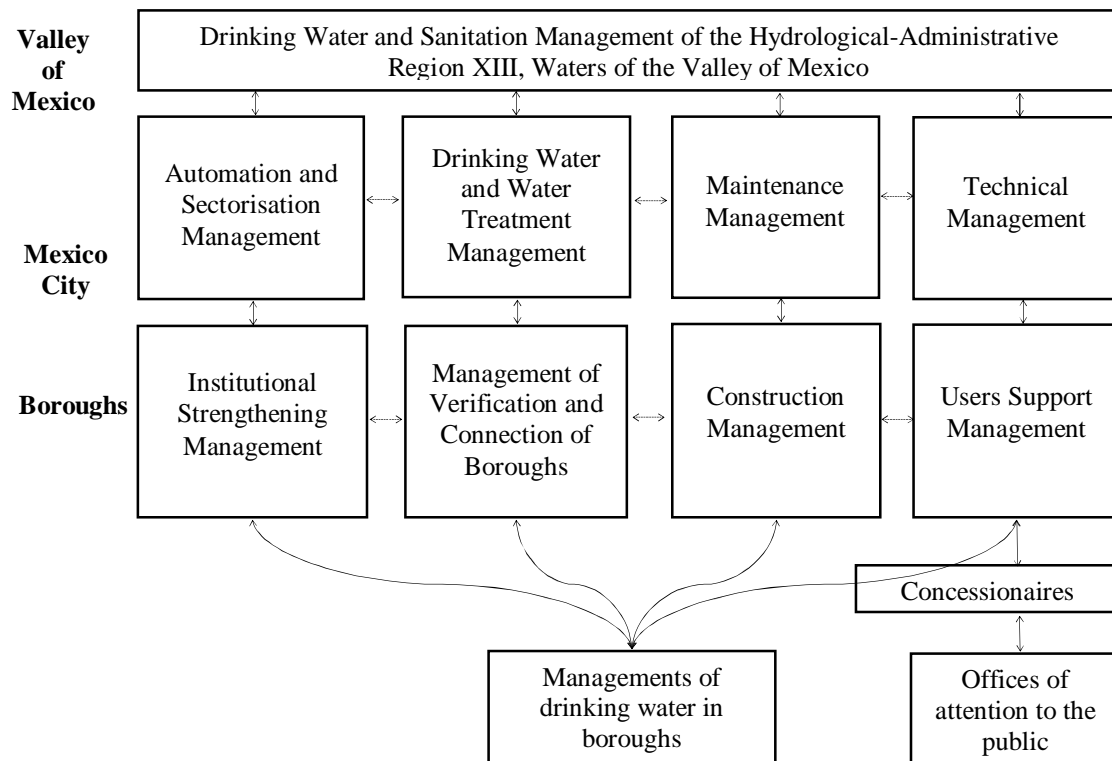 Valley
of
Mexico
Drinking Water and Sanitation Management of the Hydrological-Administrative
Region XIII, Waters of the Valley of Mexico
Mexico
City
Automation and
Sectorisation
Management
Drinking Water
and Water
Treatment
Management
Maintenance
Management
Technical
Management
Boroughs
Institutional
Strengthening
Management
Management of
Verification and
Connection of
Boroughs
Construction
Management
Users Support
Management
Concessionaires
Managements of
drinking water in
boroughs
Offices of
attention to the
public